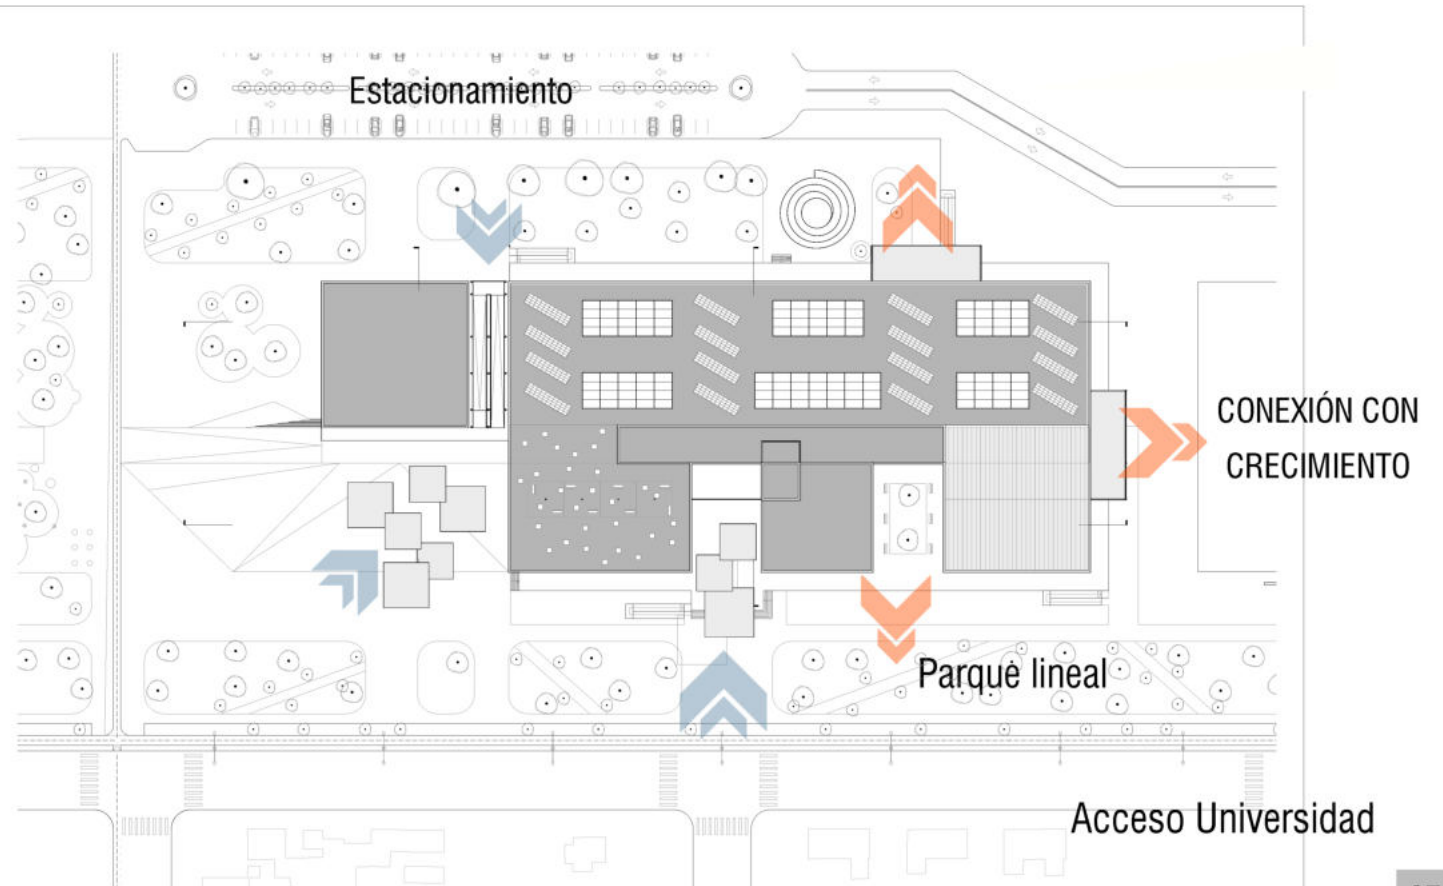 Estacionamiento
CONEXIÓN CON
CRECIMIENTO
Parque lineal
Acceso Universidad